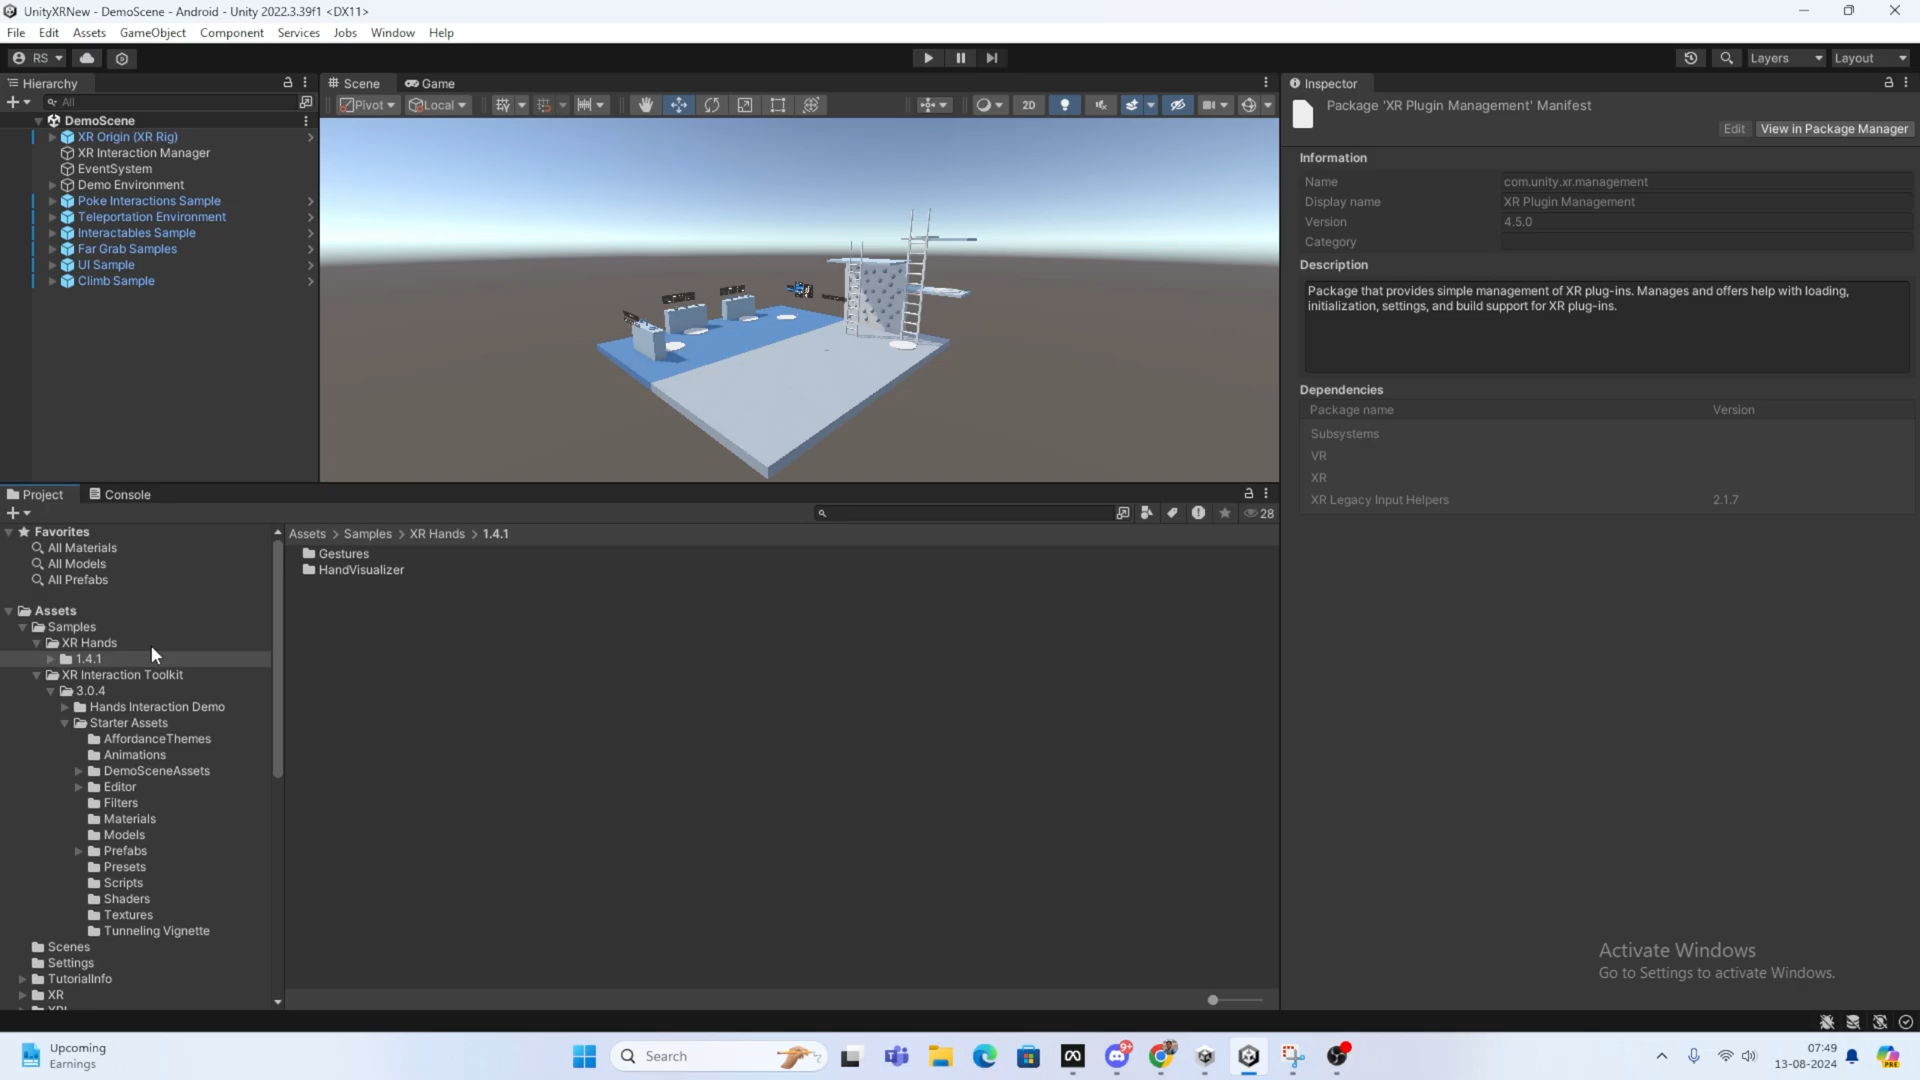 UnityXRNew - DemoScene - Android - Unity 2022.3.39f1 <DX11>
File Edit Assets GameObject Component Services Jobs Window Help
RS Layers Layout
Hierarchy
All
DemoScene
XR Origin (XR Rig)
XR Interaction Manager
EventSystem
Demo Environment
Poke Interactions Sample
Teleportation Environment
Interactables Sample
Far Grab Samples
UI Sample
Climb Sample
Scene Game
Pivot Local 2D
Inspector
Package 'XR Plugin Management' Manifest
Edit View in Package Manager
Information
Name com.unity.xr.management
Display name XR Plugin Management
Version 4.5.0
Category
Description
Package that provides simple management of XR plug-ins. Manages and offers help with loading,
initialization, settings, and build support for XR plug-ins.
Dependencies
Package name Version
Subsystems
VR
XR
XR Legacy Input Helpers 2.1.7
Project Console
28
Favorites
All Materials
All Models
All Prefabs
Assets
Samples
XR Hands
1.4.1
XR Interaction Toolkit
3.0.4
Hands Interaction Demo
Starter Assets
AffordanceThemes
Animations
DemoSceneAssets
Editor
Filters
Materials
Models
Prefabs
Presets
Scripts
Shaders
Textures
Tunneling Vignette
Scenes
Settings
TutorialInfo
XR
Assets > Samples > XR Hands > 1.4.1
Gestures
HandVisualizer
Activate Windows
Go to Settings to activate Windows.
Upcoming
Earnings
Search
9+
07:49
13-08-2024
PRE